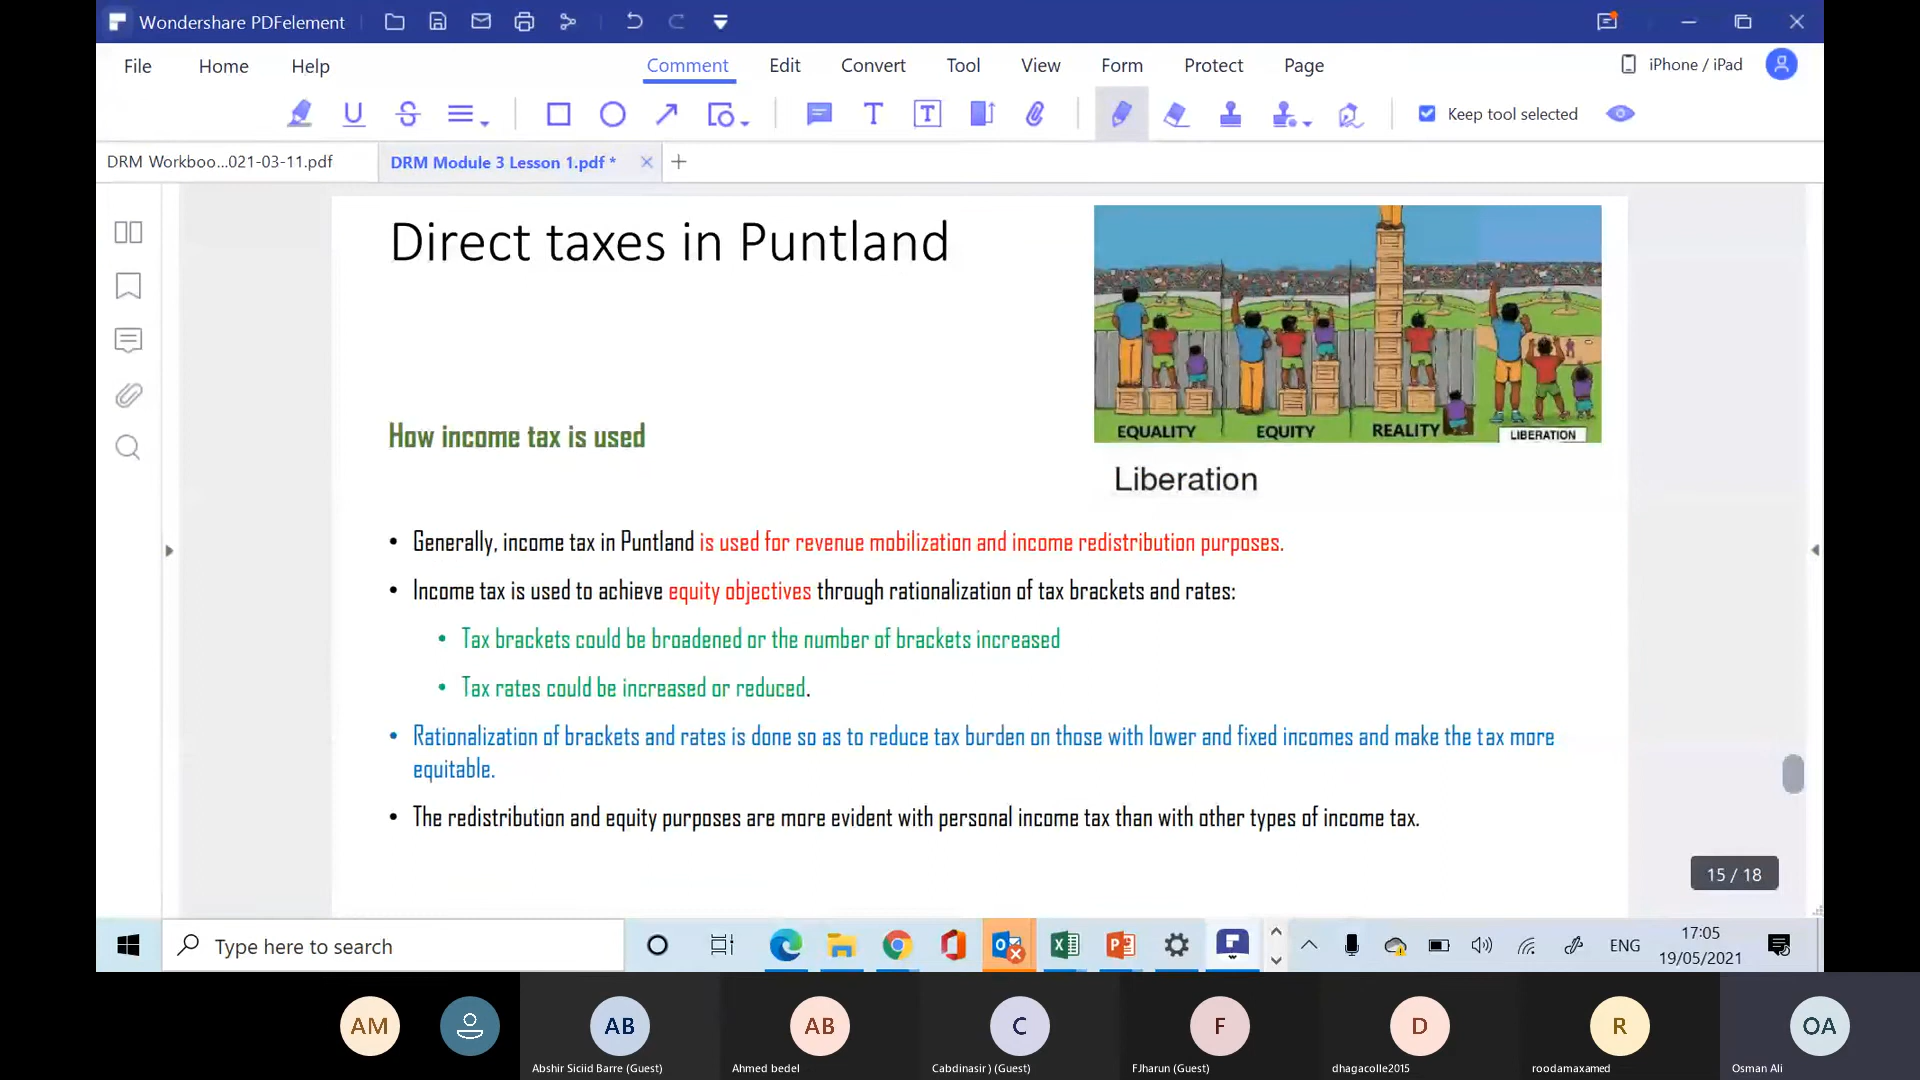 Wondershare PDFelement
File Home Help Comment Edit Convert Tool View Form Protect Page iPhone / iPad
Keep tool selected
DRM Workboo...021-03-11.pdf DRM Module 3 Lesson 1.pdf *
Direct taxes in Puntland
EQUALITY EQUITY REALITY LIBERATION
How income tax is used
Liberation
• Generally, income tax in Puntland is used for revenue mobilization and income redistribution purposes.
• Income tax is used to achieve equity objectives through rationalization of tax brackets and rates:
• Tax brackets could be broadened or the number of brackets increased
• Tax rates could be increased or reduced.
• Rationalization of brackets and rates is done so as to reduce tax burden on those with lower and fixed incomes and make the tax more
equitable.
• The redistribution and equity purposes are more evident with personal income tax than with other types of income tax.
15 / 18
Type here to search
ENG
17:05
19/05/2021
AM AB AB C F D R OA
Abshir Siciid Barre (Guest) Ahmed bedel Cabdinasir ) (Guest) FJharun (Guest) dhagacolle2015 roodamaxamed Osman Ali